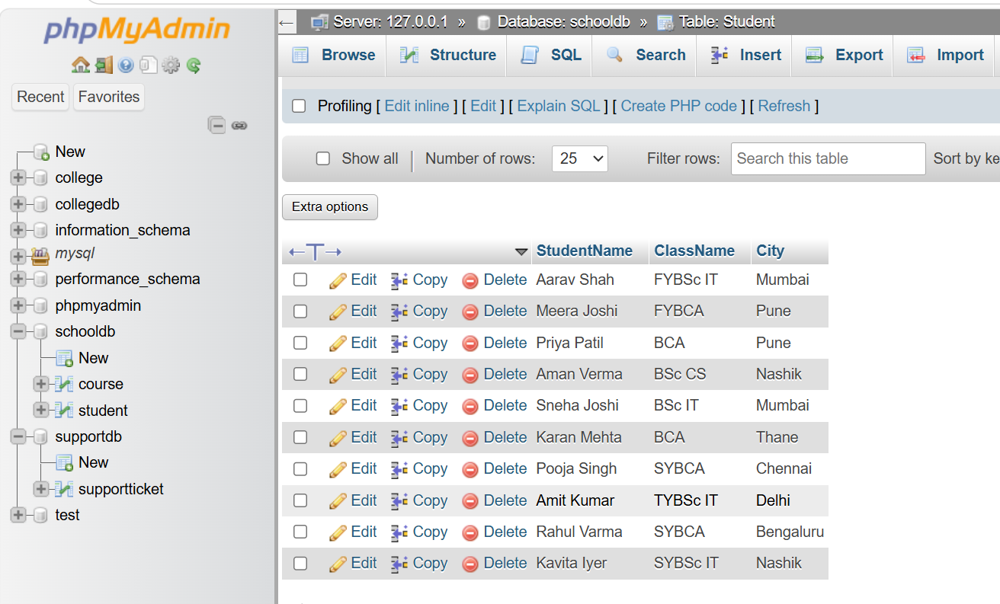 phpMyAdmin
Recent Favorites
New
college
collegedb
information_schema
mysql
performance_schema
phpmyadmin
schooldb
New
course
student
supportdb
New
supportticket
test
← Server: 127.0.0.1 » Database: schooldb » Table: Student
Browse Structure SQL Search Insert Export Import
Profiling [ Edit inline ] [ Edit ] [ Explain SQL ] [ Create PHP code ] [ Refresh ]
Show all | Number of rows: 25 Filter rows: Search this table Sort by ke
Extra options
←T→ StudentName ClassName City
Edit Copy Delete Aarav Shah FYBSc IT Mumbai
Edit Copy Delete Meera Joshi FYBCA Pune
Edit Copy Delete Priya Patil BCA Pune
Edit Copy Delete Aman Verma BSc CS Nashik
Edit Copy Delete Sneha Joshi BSc IT Mumbai
Edit Copy Delete Karan Mehta BCA Thane
Edit Copy Delete Pooja Singh SYBCA Chennai
Edit Copy Delete Amit Kumar TYBSc IT Delhi
Edit Copy Delete Rahul Varma SYBCA Bengaluru
Edit Copy Delete Kavita Iyer SYBSc IT Nashik